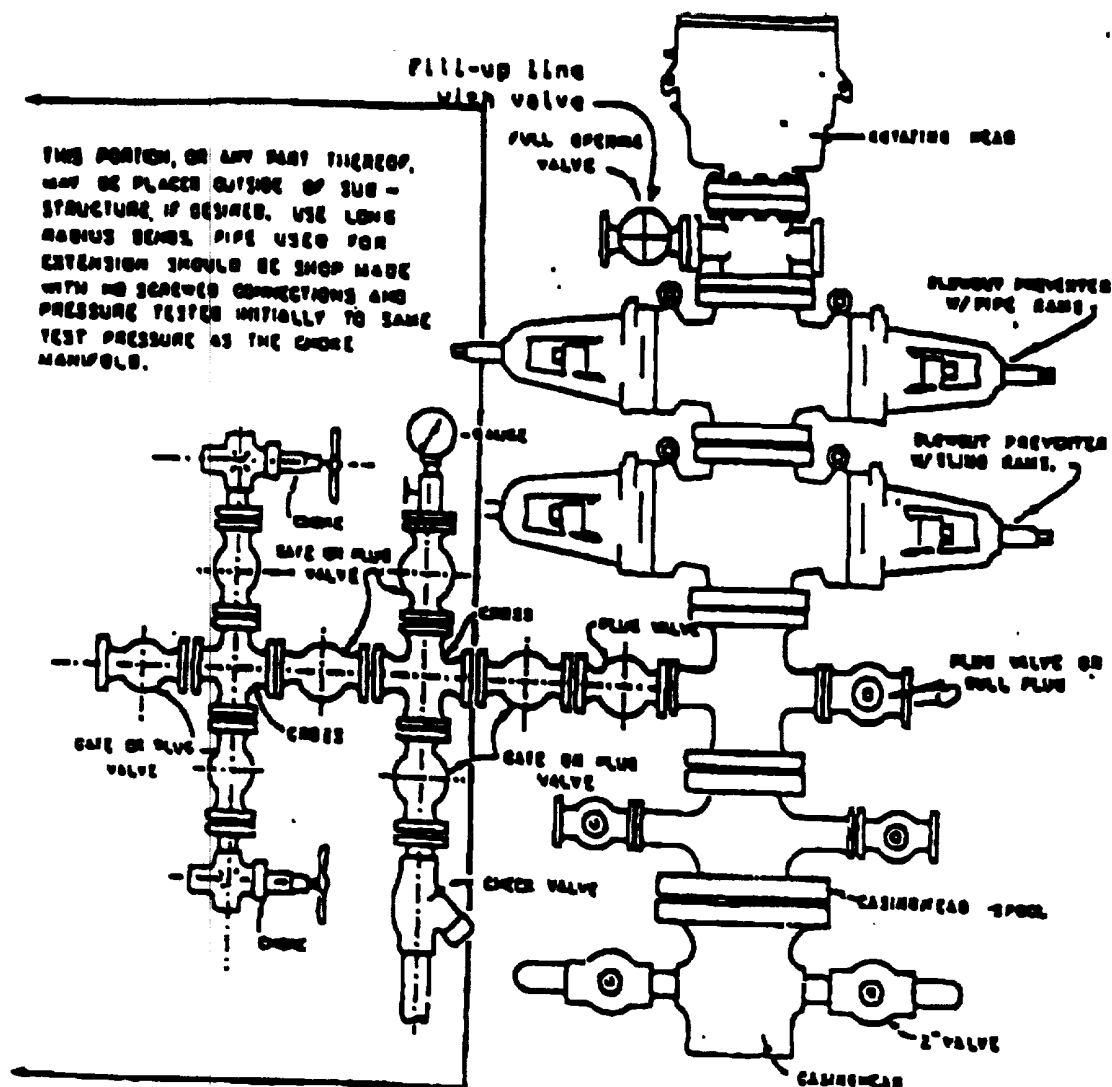 Fill-up line
with valve
FULL OPENING
VALVE
ROTATING HEAD
THIS PORTION, OR ANY PART THEREOF,
MAY BE PLACED OUTSIDE OF SUB-
STRUCTURE, IF DESIRED. USE LONG
RADIUS BENDS. PIPE USED FOR
EXTENSION SHOULD BE SHOP MADE
WITH NO SCREWED CONNECTIONS AND
PRESSURE TESTED INITIALLY TO SAME
TEST PRESSURE AS THE CHOKE
MANIFOLD.
BLOWOUT PREVENTER
W/PIPE RAMS.
GAUGE
BLOWOUT PREVENTER
W/BLIND RAMS.
CHOKE
GATE OR PLUG
VALVE
CROSS
PLUG VALVE
PLUG VALVE OR
BULL PLUG
CROSS
GATE OR PLUG
VALVE
GATE OR PLUG
VALVE
CHECK VALVE
CASINGHEAD SPOOL
CHOKE
2" VALVE
CASINGHEAD